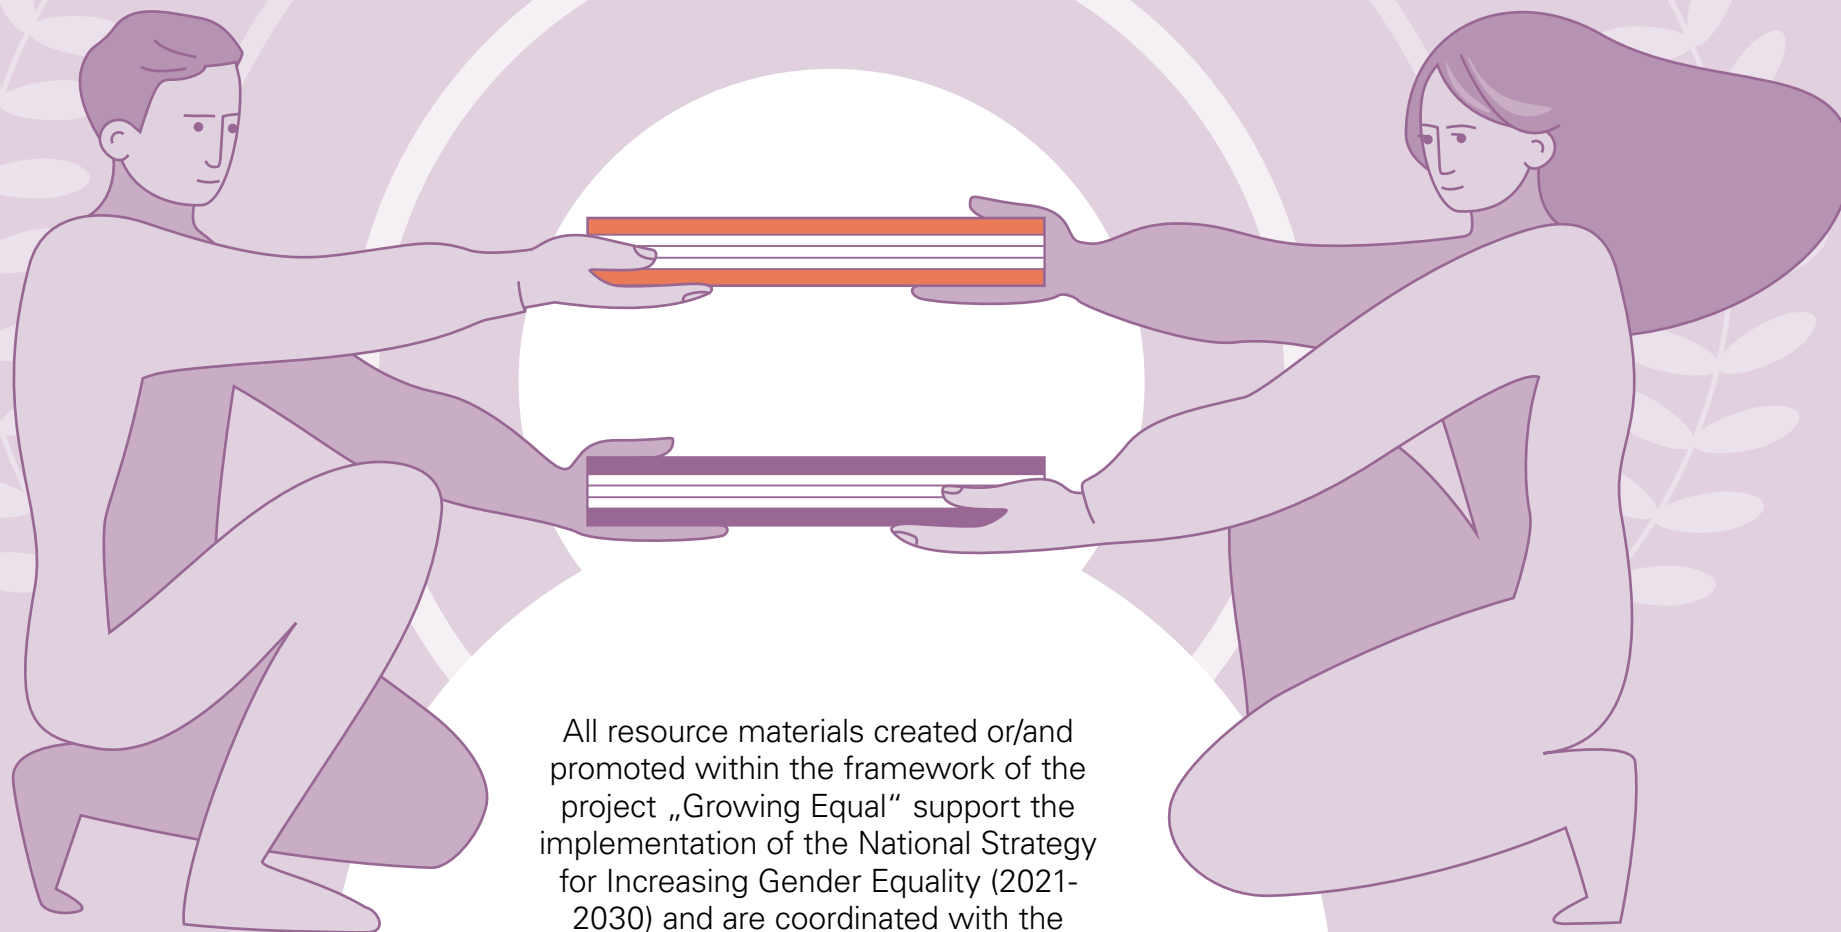 All resource materials created or/and
promoted within the framework of the
project „Growing Equal“ support the
implementation of the National Strategy
for Increasing Gender Equality (2021-
2030) and are coordinated with the